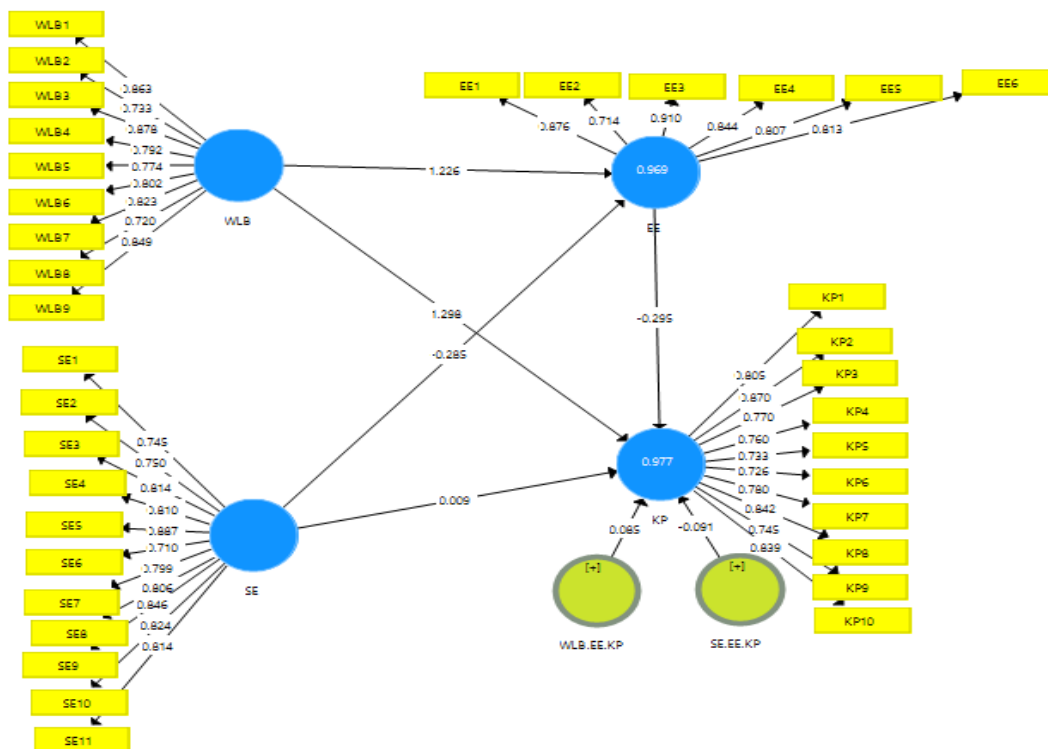 WLB1
WLB2
WLB3
WLB4
WLB5
WLB6
WLB7
WLB8
WLB9
0.863
0.733
0.878
0.792
0.774
0.802
0.823
0.720
0.849
WLB
EE1
EE2
EE3
EE4
EE5
EE6
0.876
0.714
0.910
0.844
0.807
0.813
0.969
EE
1.226
1.298
-0.285
-0.295
0.009
SE1
SE2
SE3
SE4
SE5
SE6
SE7
SE8
SE9
SE10
SE11
0.745
0.750
0.814
0.810
0.887
0.710
0.799
0.806
0.846
0.824
0.814
SE
KP1
KP2
KP3
KP4
KP5
KP6
KP7
KP8
KP9
KP10
0.805
0.870
0.770
0.760
0.733
0.726
0.780
0.842
0.745
0.839
0.977
KP
0.085
-0.091
[+]
[+]
WLB.EE.KP
SE.EE.KP